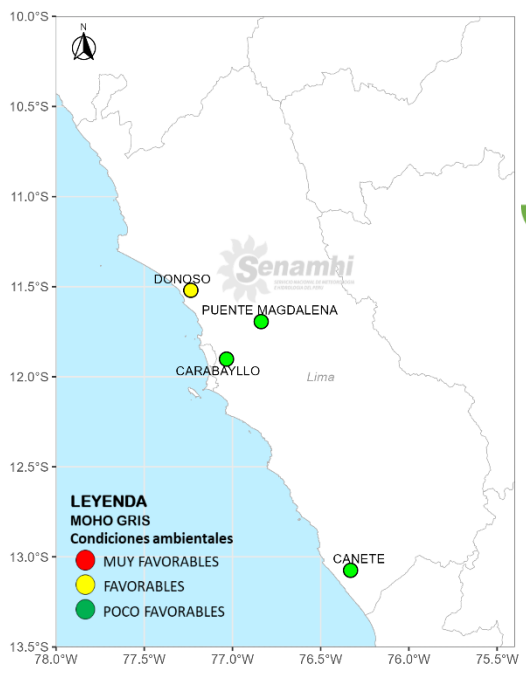 10.0°S
N
10.5°S
11.0°S
11.5°S
DONOSO
Senamhi
PUENTE MAGDALENA
CARABAYLLO
12.0°S
Lima
12.5°S
LEYENDA
MOHO GRIS
Condiciones ambientales
MUY FAVORABLES
FAVORABLES
POCO FAVORABLES
13.0°S
CANETE
13.5°S
78.0°W 77.5°W 77.0°W 76.5°W 76.0°W 75.5°W